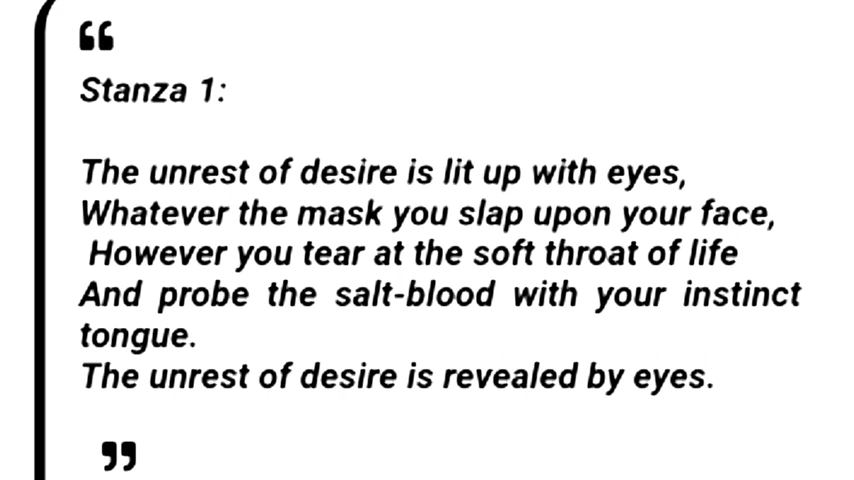 “
Stanza 1:
The unrest of desire is lit up with eyes,
Whatever the mask you slap upon your face,
However you tear at the soft throat of life
And probe the salt-blood with your instinct
tongue.
The unrest of desire is revealed by eyes.
”